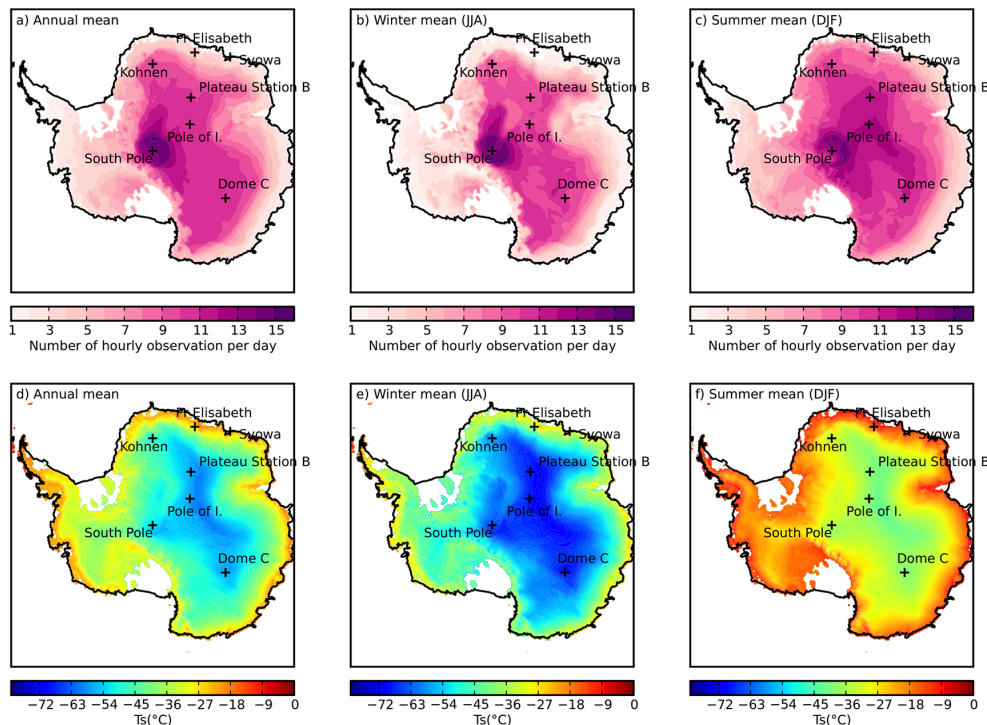 a) Annual mean
Pr Elisabeth
Syowa
Kohnen
Plateau Station B
Pole of I.
South Pole
Dome C
1 3 5 7 9 11 13 15
Number of hourly observation per day
b) Winter mean (JJA)
Pr Elisabeth
Syowa
Kohnen
Plateau Station B
Pole of I.
South Pole
Dome C
1 3 5 7 9 11 13 15
Number of hourly observation per day
c) Summer mean (DJF)
Pr Elisabeth
Syowa
Kohnen
Plateau Station B
Pole of I.
South Pole
Dome C
1 3 5 7 9 11 13 15
Number of hourly observation per day
d) Annual mean
Pr Elisabeth
Syowa
Kohnen
Plateau Station B
Pole of I.
South Pole
Dome C
−72 −63 −54 −45 −36 −27 −18 −9 0
Ts(°C)
e) Winter mean (JJA)
Pr Elisabeth
Syowa
Kohnen
Plateau Station B
Pole of I.
South Pole
Dome C
−72 −63 −54 −45 −36 −27 −18 −9 0
Ts(°C)
f) Summer mean (DJF)
Pr Elisabeth
Syowa
Kohnen
Plateau Station B
Pole of I.
South Pole
Dome C
−72 −63 −54 −45 −36 −27 −18 −9 0
Ts(°C)